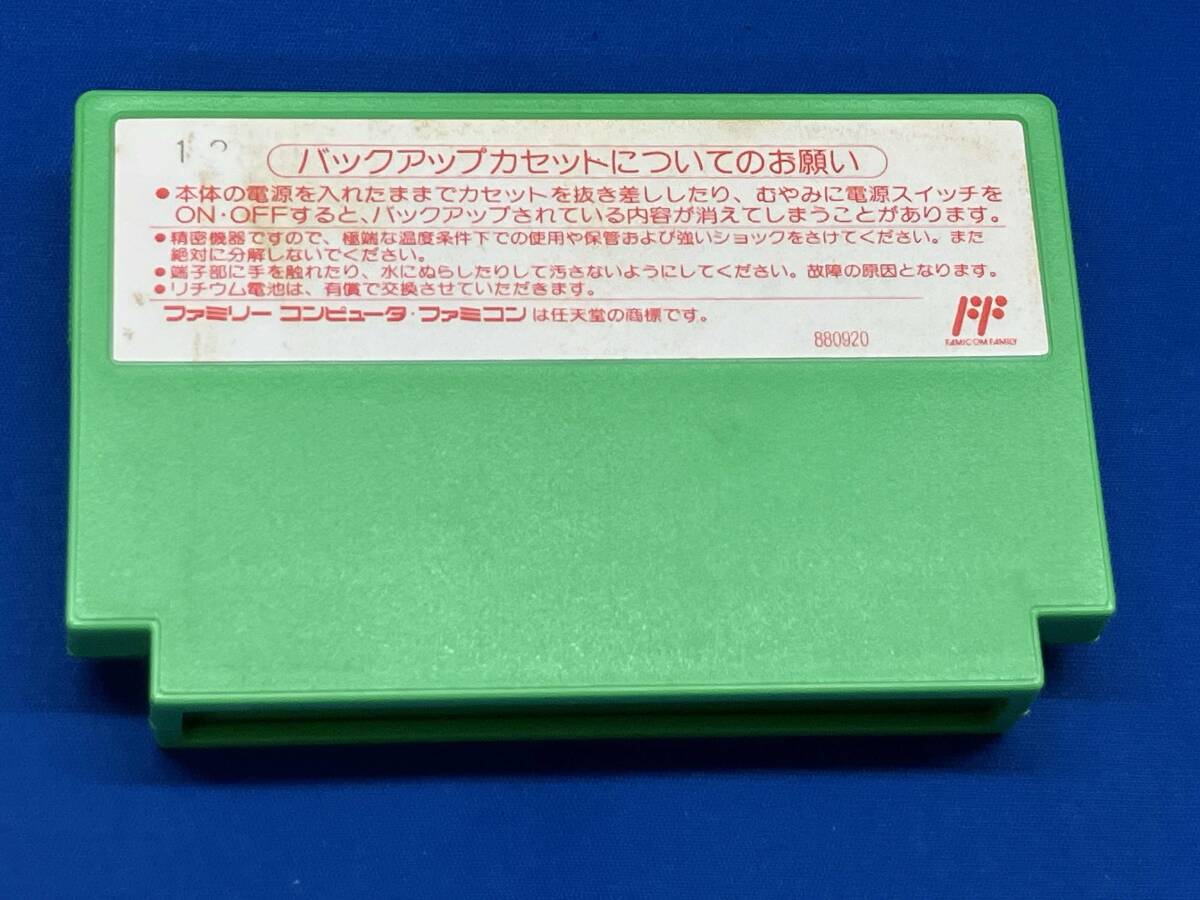 バックアップカセットについてのお願い
●本体の電源を入れたままでカセットを抜き差ししたり、むやみに電源スイッチを
ON・OFFすると、バックアップされている内容が消えてしまうことがあります。
●精密機器ですので、極端な温度条件下での使用や保管および強いショックをさけてください。また
絶対に分解しないでください。
●端子部に手を触れたり、水にぬらしたりして汚さないようにしてください。故障の原因となります。
●リチウム電池は、有償で交換させていただきます。
ファミリーコンピュータ・ファミコンは任天堂の商標です。
880920
FAMICOM FAMILY